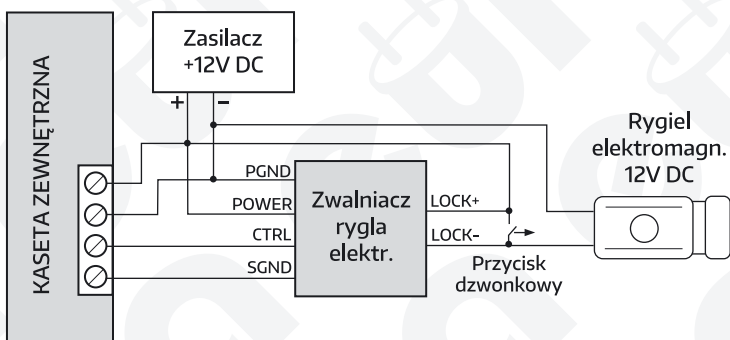 KASETA ZEWNĘTRZNA
Zasilacz
+12V DC
+ −
PGND
POWER
CTRL
SGND
Zwalniacz
rygla
elektr.
LOCK+
LOCK-
Przycisk
dzwonkowy
Rygiel
elektromagn.
12V DC